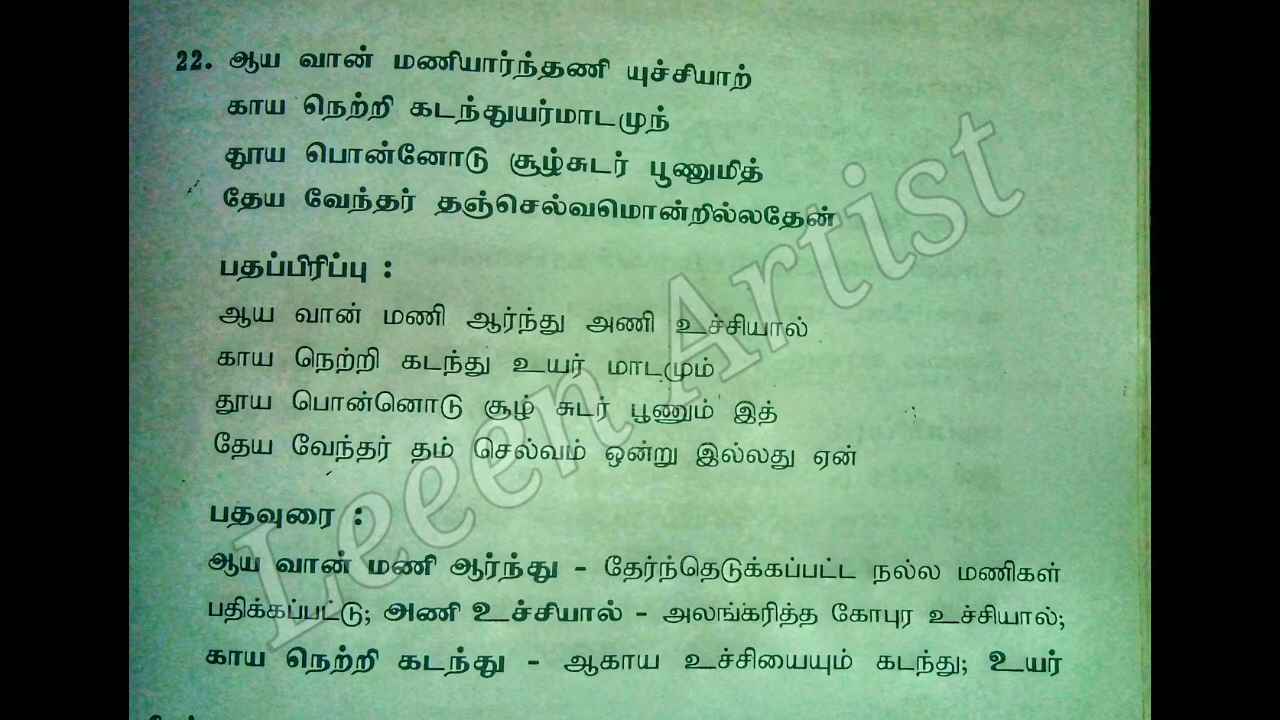 22. ஆய வான் மணியார்ந்தணி யுச்சியாற்
காய நெற்றி கடந்துயர்மாடமுந்
தூய பொன்னோடு சூழ்சுடர் பூணுமித்
தேய வேந்தர் தஞ்செல்வமொன்றில்லதேன்
பதப்பிரிப்பு :
ஆய வான் மணி ஆர்ந்து அணி உச்சியால்
காய நெற்றி கடந்து உயர் மாடமும்
தூய பொன்னொடு சூழ் சுடர் பூணும் இத்
தேய வேந்தர் தம் செல்வம் ஒன்று இல்லது ஏன்
பதவுரை :
ஆய வான் மணி ஆர்ந்து - தேர்ந்தெடுக்கப்பட்ட நல்ல மணிகள்
பதிக்கப்பட்டு; அணி உச்சியால் - அலங்கரித்த கோபுர உச்சியால்;
காய நெற்றி கடந்து - ஆகாய உச்சியையும் கடந்து; உயர்
Leeen Artist